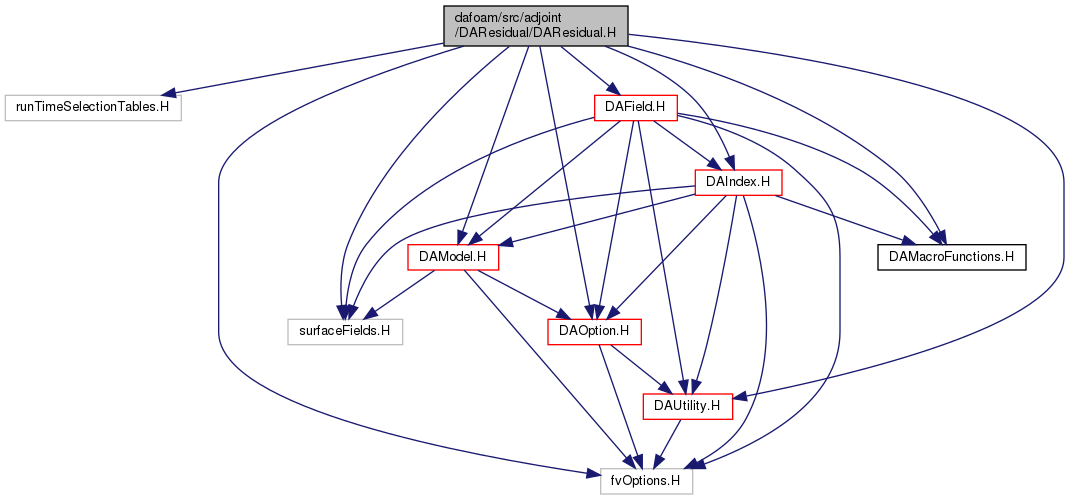 dafoam/src/adjoint
/DAResidual/DAResidual.H
runTimeSelectionTables.H
DAField.H
DAIndex.H
DAModel.H
DAMacroFunctions.H
surfaceFields.H
DAOption.H
DAUtility.H
fvOptions.H